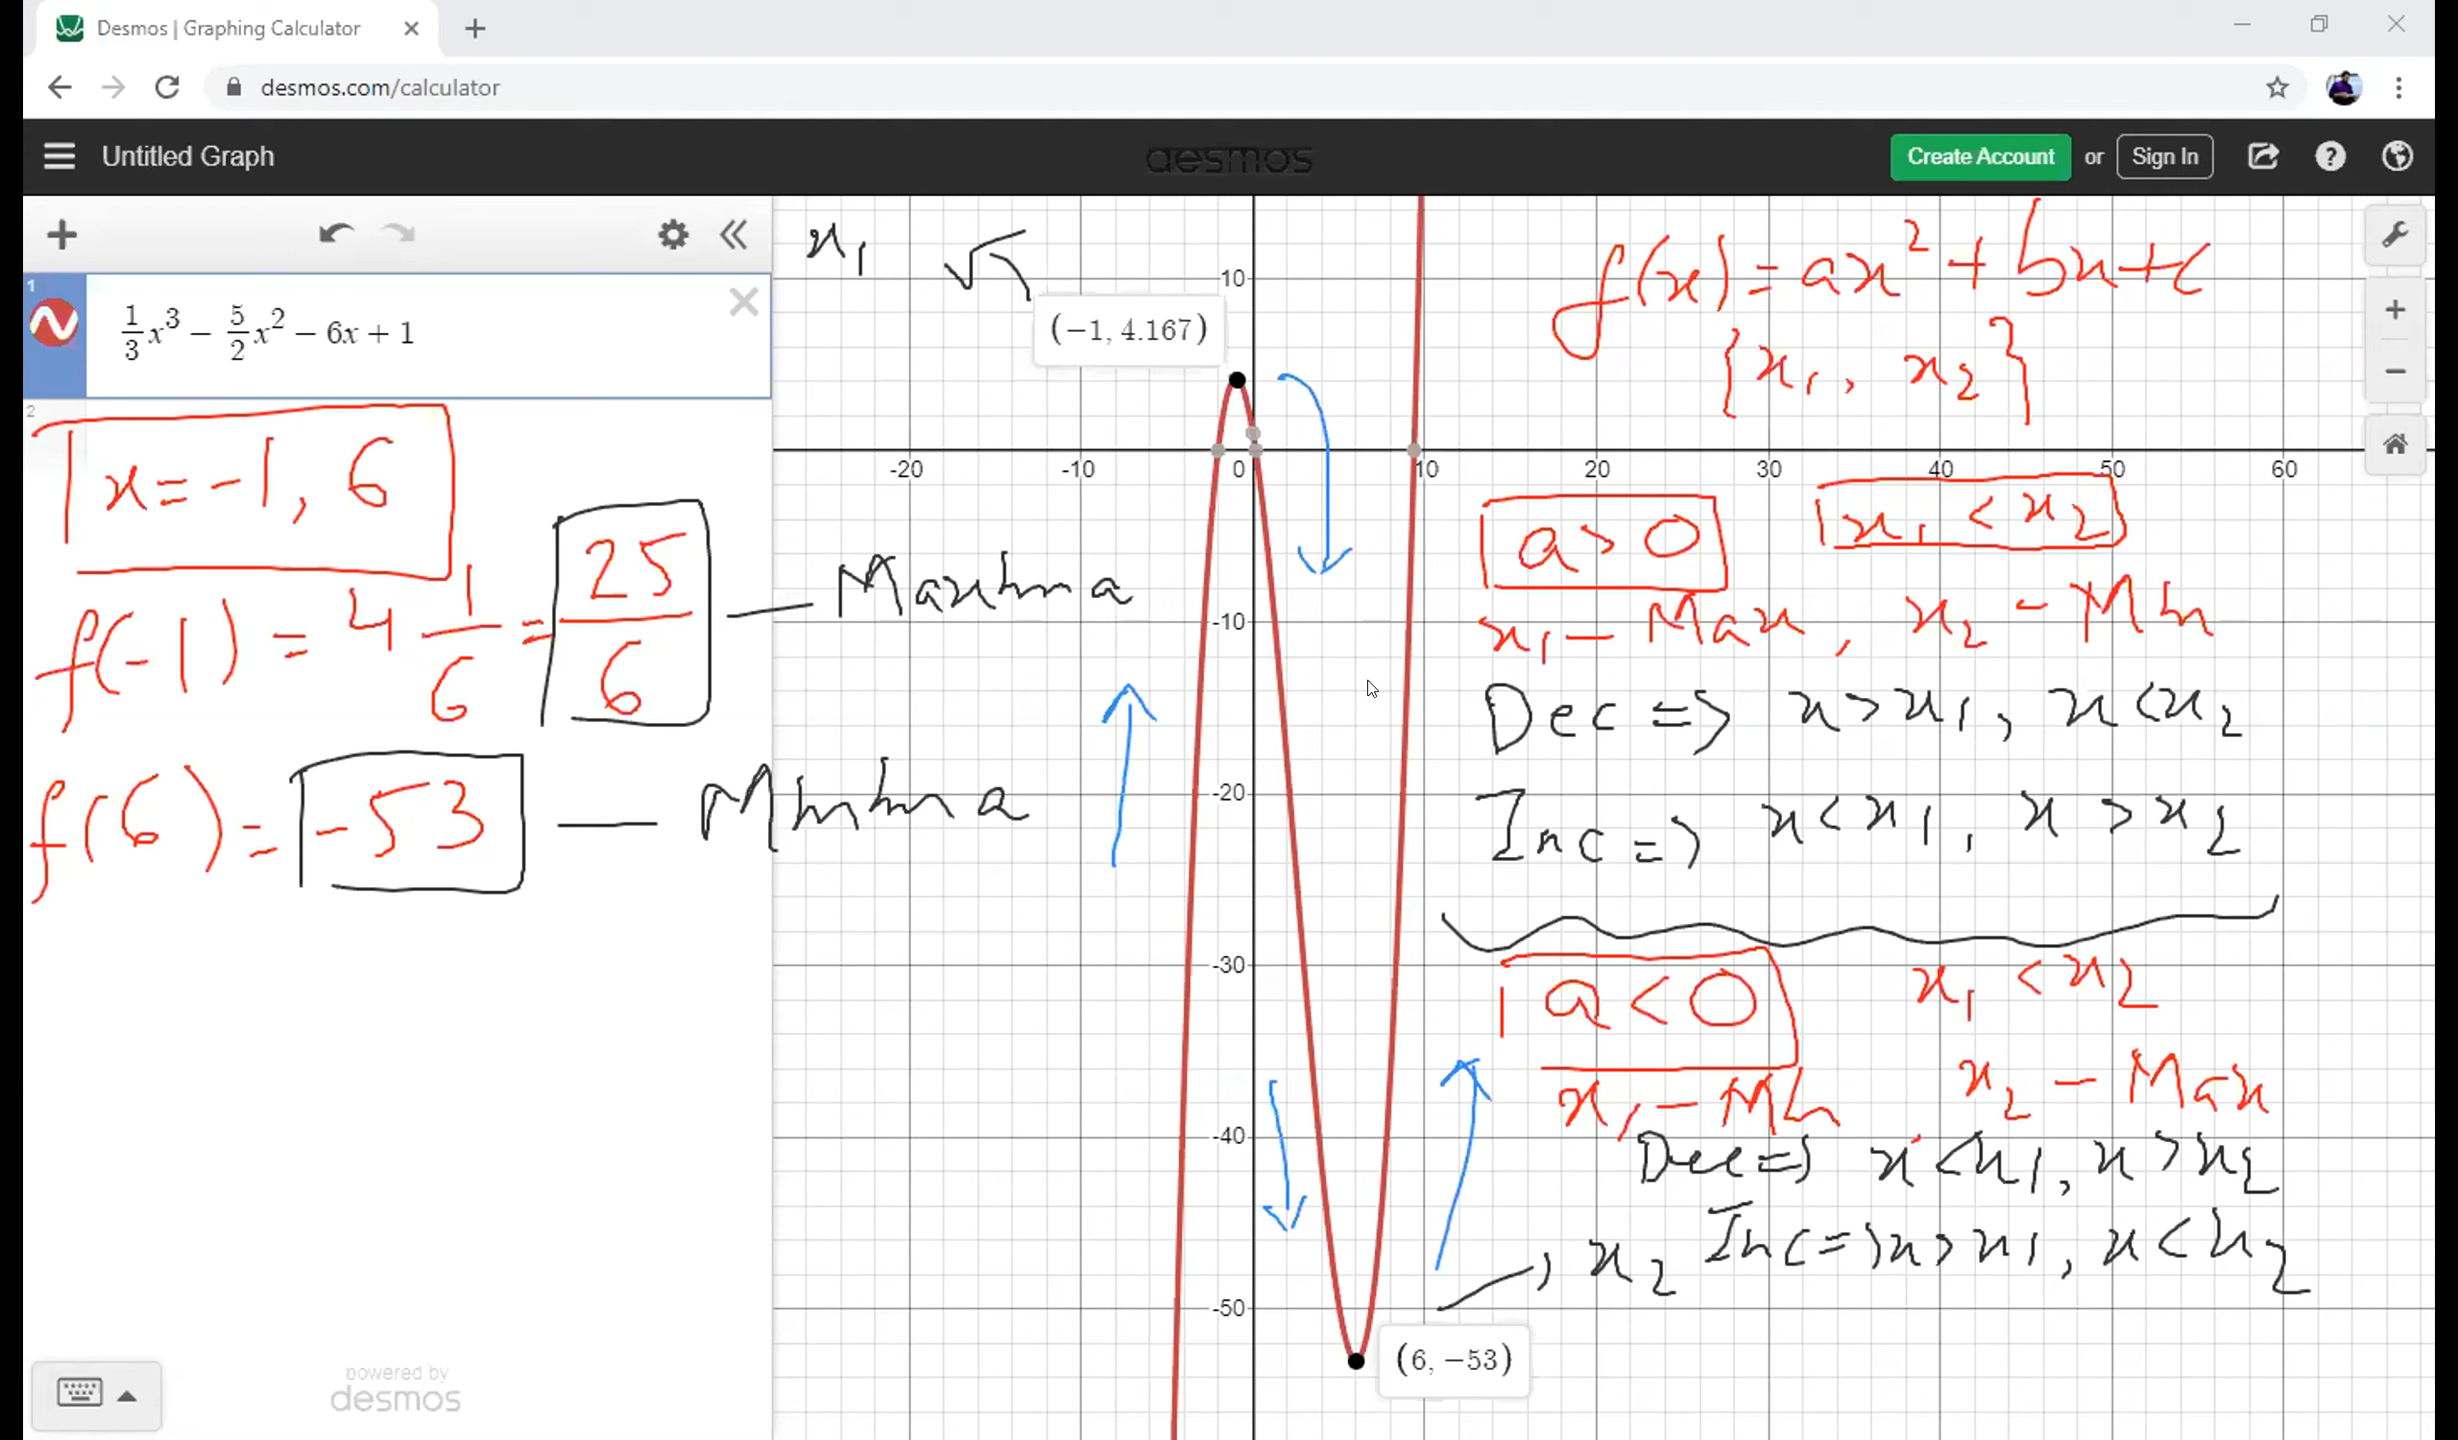 Desmos | Graphing Calculator
desmos.com/calculator
Untitled Graph
desmos
Create Account or Sign In
1
1/3 x³ − 5/2 x² − 6x + 1
2
x = -1, 6
f(-1) = 4 1/6 = 25/6 — Maxima
f(6) = -53 — Minima
powered by
desmos
x₁
(−1, 4.167)
10
-20 -10 0 10 20 30 40 50 60
-10
-20
-30
-40
-50
(6, −53)
x₂
f(x) = ax² + bx + c
{x₁, x₂}
a > 0 x₁ < x₂
x₁ - Max, x₂ - Min
Dec => x > x₁, x < x₂
Inc => x < x₁, x > x₂
a < 0 x₁ < x₂
x₁ - Min x₂ - Max
Dec => x < x₁, x > x₂
Inc => x > x₁, x < x₂